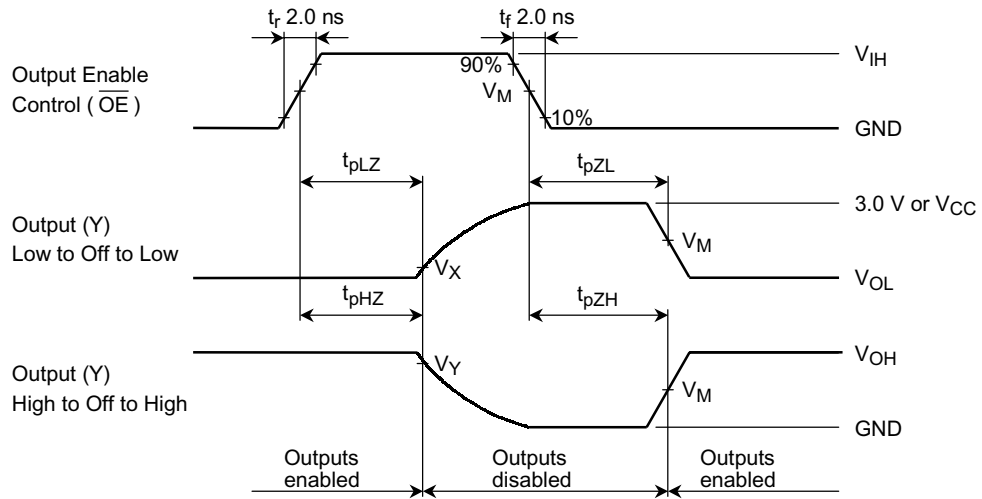 tr 2.0 ns
tf 2.0 ns
Output Enable
Control ( OE )
90%
VM
10%
VIH
GND
tpLZ
tpZL
Output (Y)
Low to Off to Low
VX
VM
3.0 V or VCC
VOL
tpHZ
tpZH
Output (Y)
High to Off to High
VY
VM
VOH
GND
Outputs
enabled
Outputs
disabled
Outputs
enabled